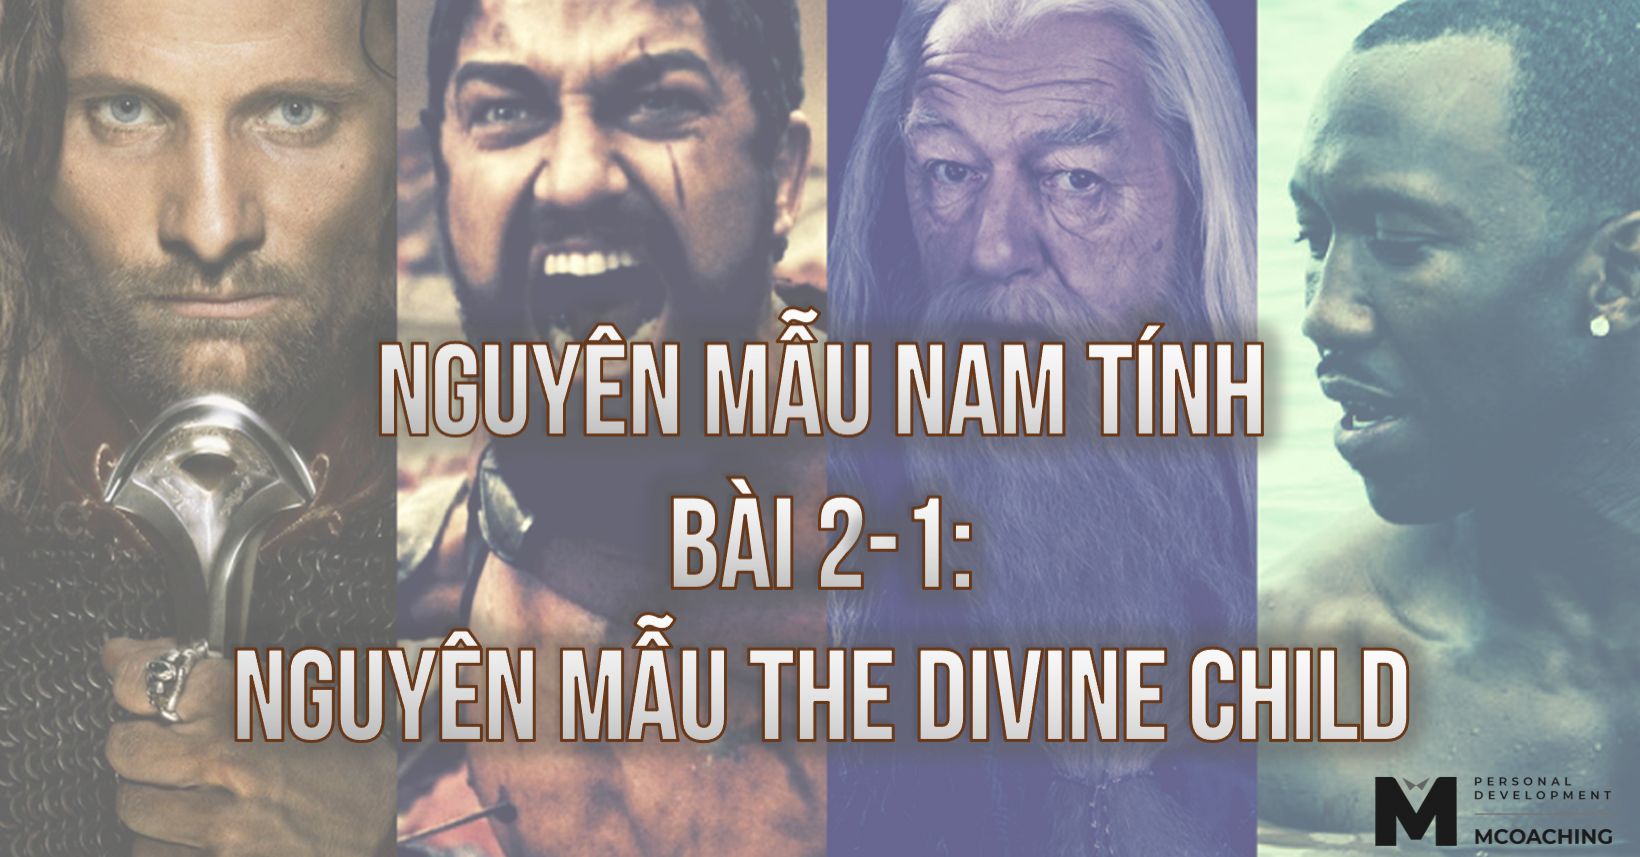 NGUYÊN MẪU NAM TÍNH
BÀI 2-1:
NGUYÊN MẪU THE DIVINE CHILD
M
PERSONAL
DEVELOPMENT
MCOACHING